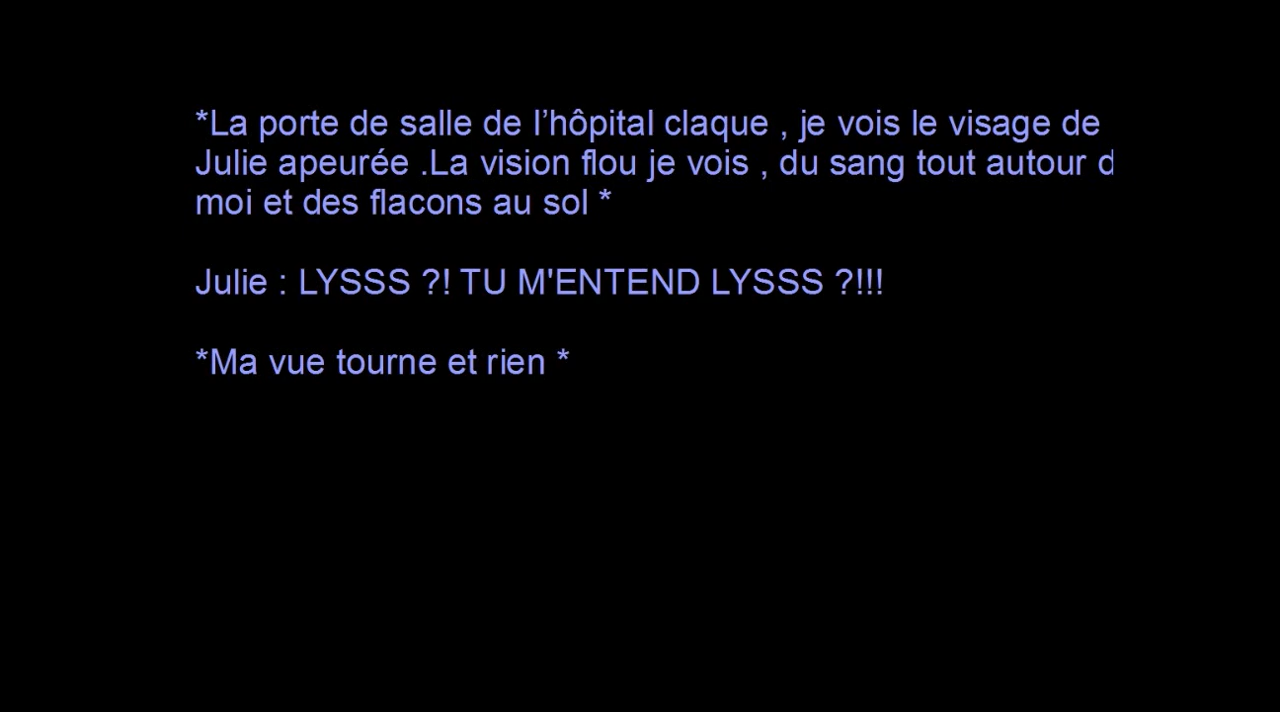 *La porte de salle de l’hôpital claque , je vois le visage de
Julie apeurée .La vision flou je vois , du sang tout autour d
moi et des flacons au sol *
Julie : LYSSS ?! TU M'ENTEND LYSSS ?!!!
*Ma vue tourne et rien *